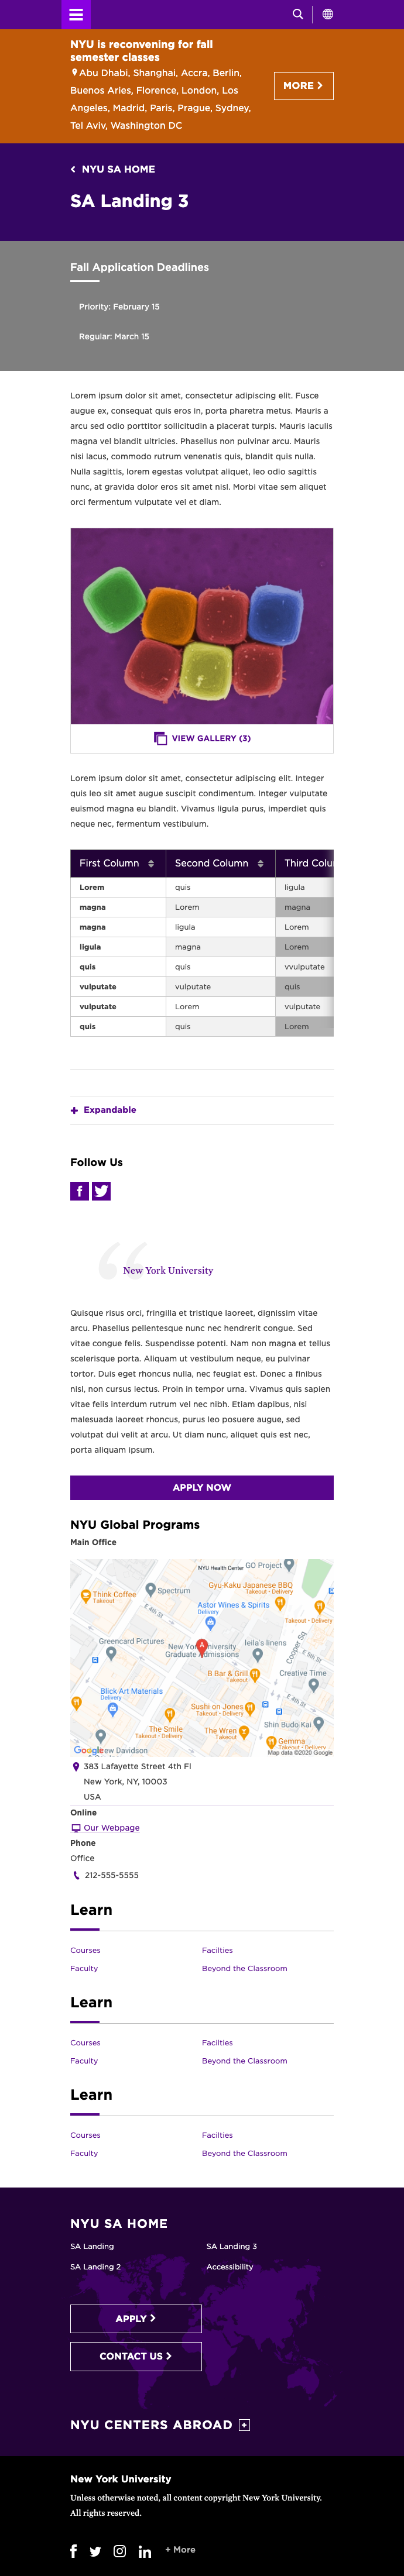 NYU is reconvening for fall
semester classes
Abu Dhabi, Shanghai, Accra, Berlin,
Buenos Aries, Florence, London, Los
Angeles, Madrid, Paris, Prague, Sydney,
Tel Aviv, Washington DC
MORE
NYU SA HOME
SA Landing 3
Fall Application Deadlines
Priority: February 15
Regular: March 15
Lorem ipsum dolor sit amet, consectetur adipiscing elit. Fusce
augue ex, consequat quis eros in, porta pharetra metus. Mauris a
arcu sed odio porttitor sollicitudin a placerat turpis. Mauris iaculis
magna vel blandit ultricies. Phasellus non pulvinar arcu. Mauris
nisi lacus, commodo rutrum venenatis quis, blandit quis nulla.
Nulla sagittis, lorem egestas volutpat aliquet, leo odio sagittis
nunc, at gravida dolor eros sit amet nisl. Morbi vitae sem aliquet
orci fermentum vulputate vel et diam.
VIEW GALLERY (3)
Lorem ipsum dolor sit amet, consectetur adipiscing elit. Integer
quis leo sit amet augue suscipit condimentum. Integer vulputate
euismod magna eu blandit. Vivamus ligula purus, imperdiet quis
neque nec, fermentum vestibulum.
First Column Second Column Third Colu
Lorem quis ligula
magna Lorem magna
magna ligula Lorem
ligula magna Lorem
quis quis vvulputate
vulputate vulputate quis
vulputate Lorem vulputate
quis quis Lorem
+ Expandable
Follow Us
New York University
Quisque risus orci, fringilla et tristique laoreet, dignissim vitae
arcu. Phasellus pellentesque nunc nec hendrerit congue. Sed
vitae congue felis. Suspendisse potenti. Nam non magna et tellus
scelerisque porta. Aliquam ut vestibulum neque, eu pulvinar
tortor. Duis eget rhoncus nulla, nec feugiat est. Donec a finibus
nisl, non cursus lectus. Proin in tempor urna. Vivamus quis sapien
vitae felis interdum rutrum vel nec nibh. Etiam dapibus, nisi
malesuada laoreet rhoncus, purus leo posuere augue, sed
volutpat dui velit at arcu. Ut diam nunc, aliquet quis est nec,
porta aliquam ipsum.
APPLY NOW
NYU Global Programs
Main Office
NYU Health Center
GO Project
Think Coffee
Takeout
Spectrum
Gyu-Kaku Japanese BBQ
Takeout • Delivery
Astor Wines & Spirits
Delivery
Takeout • Delivery
E 4th St
Greencard Pictures
New York University
Graduate Admissions
A
leila's linens
Cooper Sq
B Bar & Grill
Takeout
Creative Time
Blick Art Materials
Delivery
Sushi on Jones
Takeout • Delivery
The Smile
Takeout • Delivery
The Wren
Takeout
Shin Budo Kai
Gemma
Takeout • Delivery
Google
Drew Davidson
Map data ©2020 Google
383 Lafayette Street 4th Fl
New York, NY, 10003
USA
Online
Our Webpage
Phone
Office
212-555-5555
Learn
Courses Facilties
Faculty Beyond the Classroom
Learn
Courses Facilties
Faculty Beyond the Classroom
Learn
Courses Facilties
Faculty Beyond the Classroom
NYU SA HOME
SA Landing SA Landing 3
SA Landing 2 Accessibility
APPLY
CONTACT US
NYU CENTERS ABROAD +
New York University
Unless otherwise noted, all content copyright New York University.
All rights reserved.
+ More